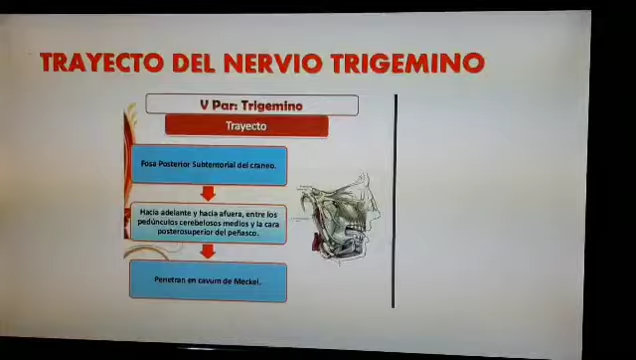 TRAYECTO DEL NERVIO TRIGEMINO
V Par: Trigemino
Trayecto
Fosa Posterior Subtentorial del craneo.
Hacia adelante y hacia afuera, entre los
pedúnculos cerebelosos medios y la cara
posterosuperior del peñasco.
Penetran en cavum de Meckel.